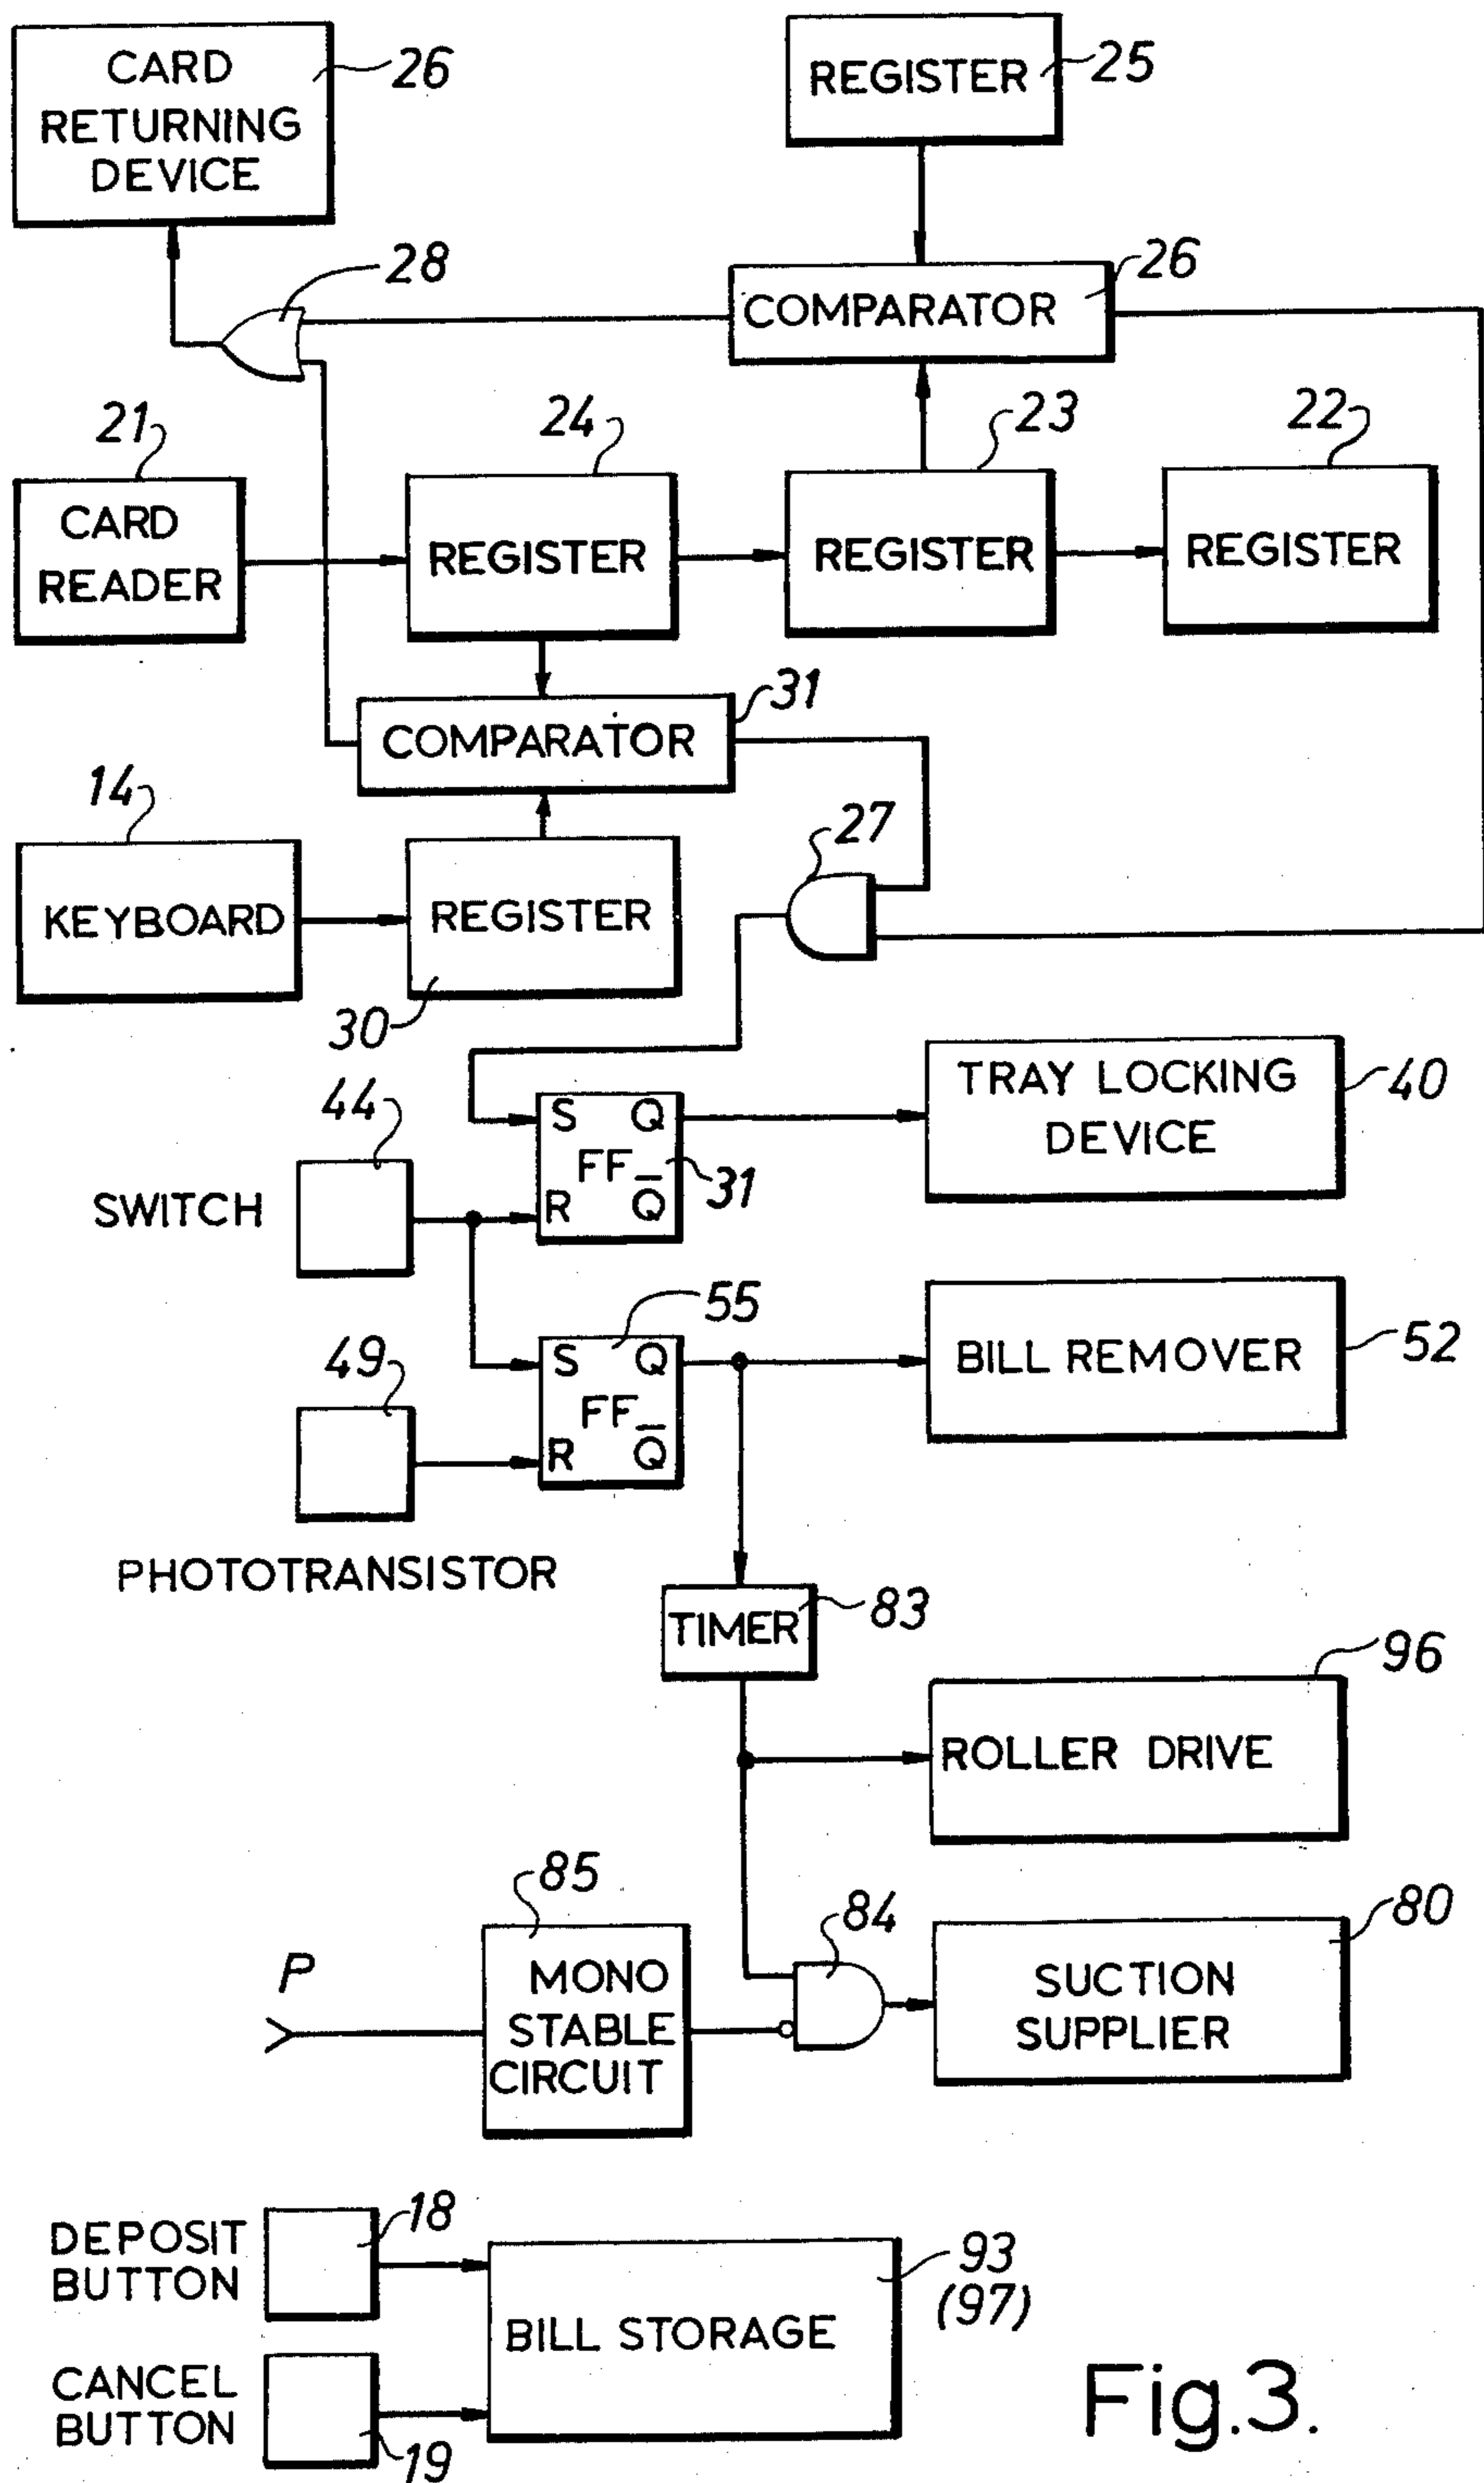 CARD
RETURNING
DEVICE
26
REGISTER
25
28
COMPARATOR
26
21
CARD
READER
24
REGISTER
23
REGISTER
22
REGISTER
31
COMPARATOR
14
KEYBOARD
REGISTER
30
27
44
SWITCH
S Q
FF
R Q̅
31
TRAY LOCKING
DEVICE
40
55
S Q
FF
R Q̅
BILL REMOVER
52
49
PHOTOTRANSISTOR
TIMER
83
96
ROLLER DRIVE
85
P
MONO
STABLE
CIRCUIT
84
80
SUCTION
SUPPLIER
DEPOSIT
BUTTON
18
BILL STORAGE
93
(97)
CANCEL
BUTTON
19
Fig.3.